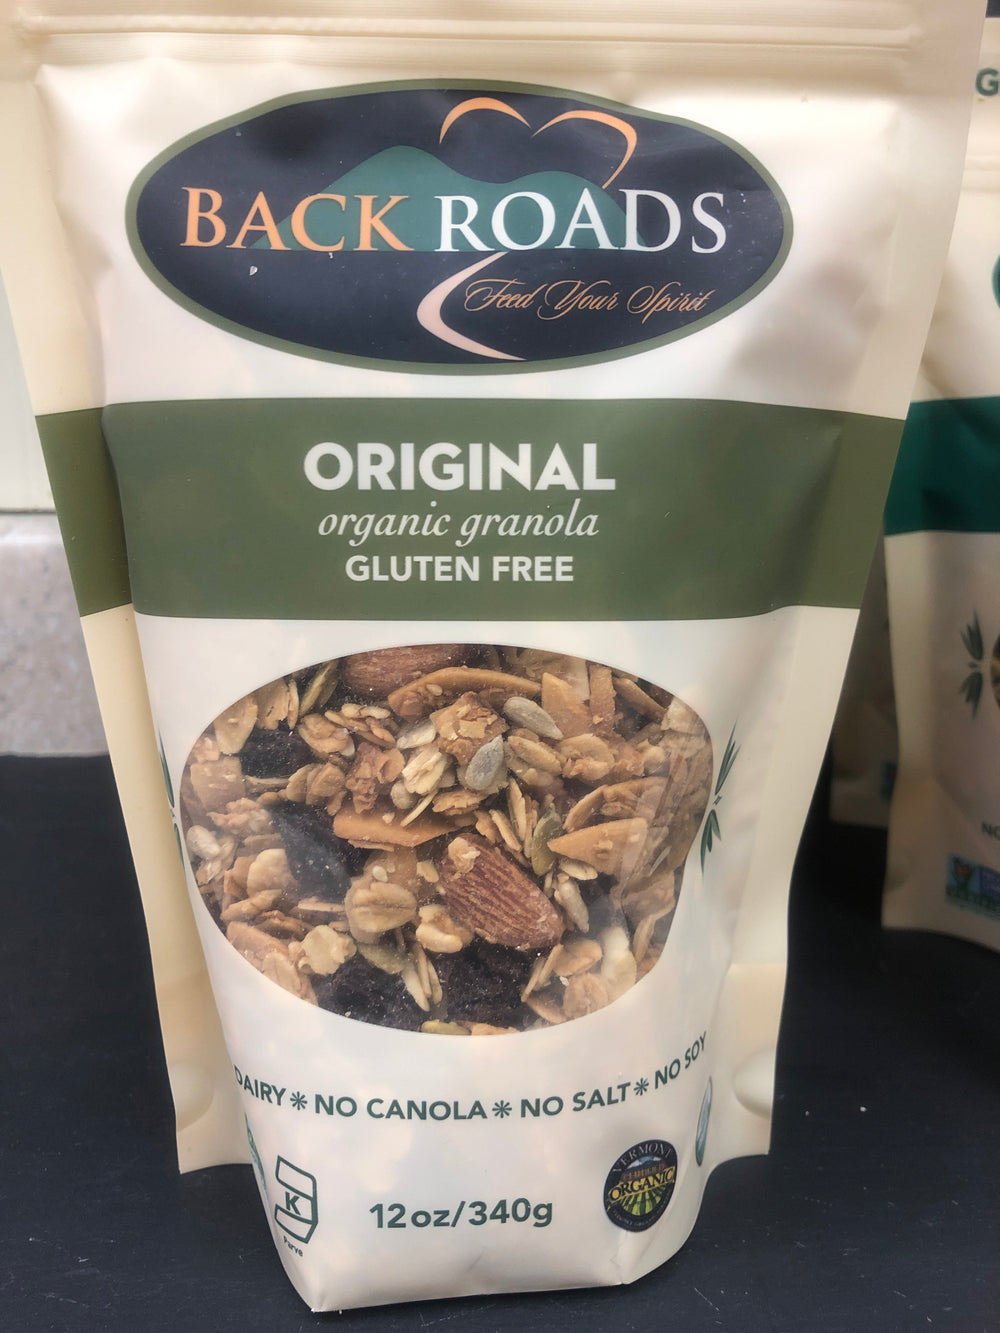 BACK ROADS
Feed Your Spirit
ORIGINAL
organic granola
GLUTEN FREE
DAIRY * NO CANOLA * NO SALT * NO SOY
K
Parve
12oz/340g
VERMONT
CERTIFIED
ORGANIC
G